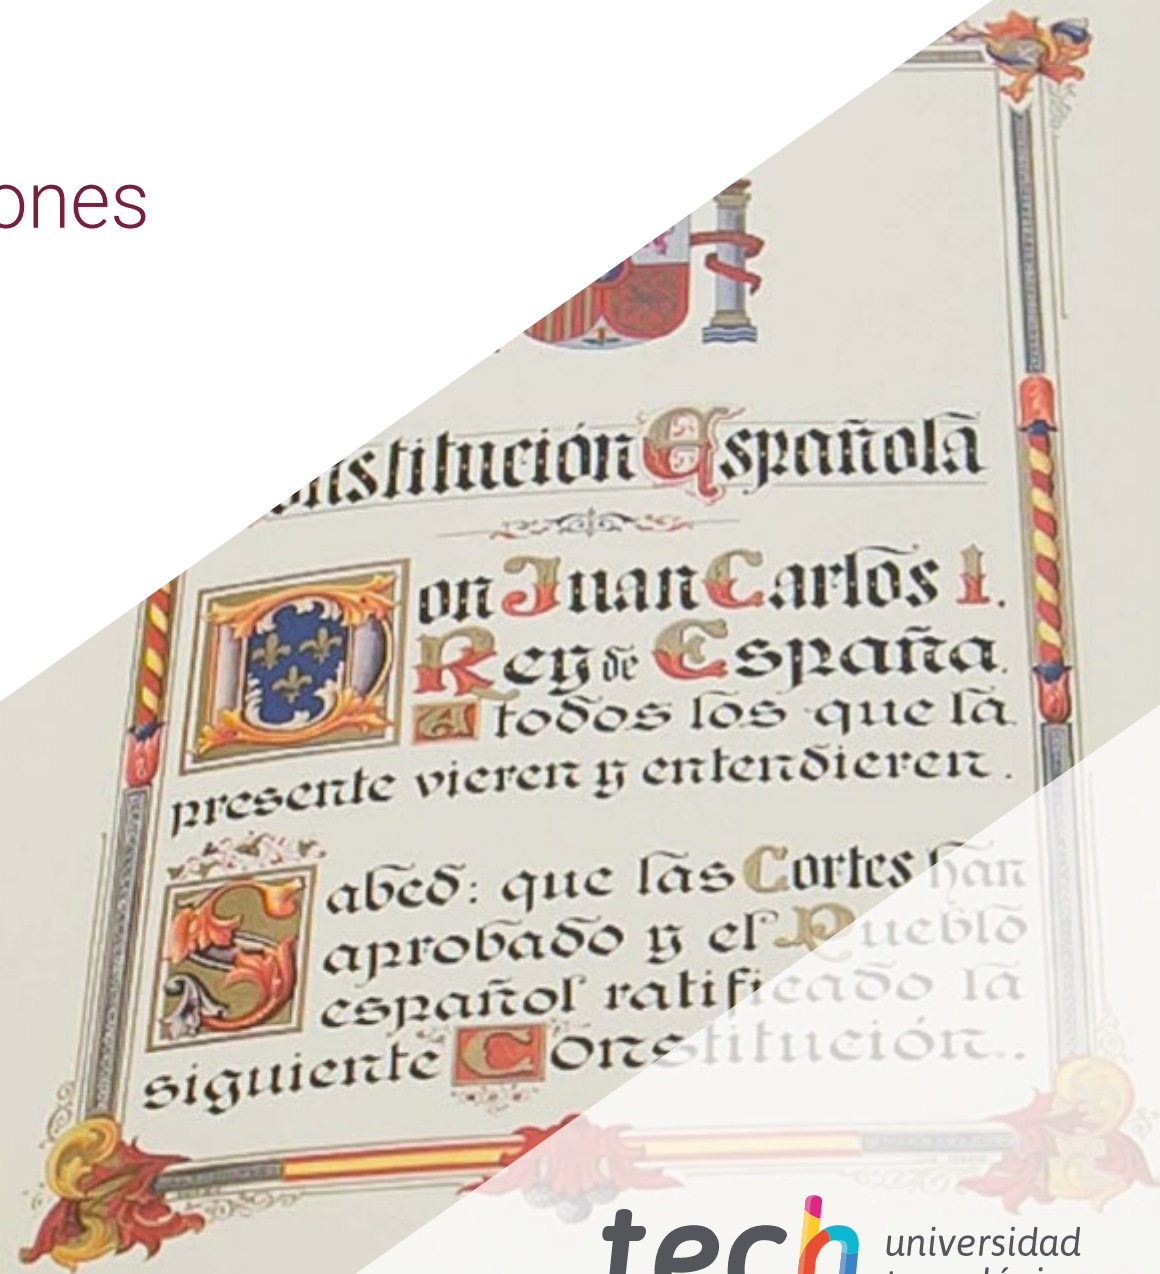 ones
onstitución Española
Don Juan Carlos I.
Rey de España.
A todos los que la
presente vieren y entendieren.
Sabed: que las Cortes han
aprobado y el Pueblo
español ratificado la
siguiente Constitución..
tech universidad